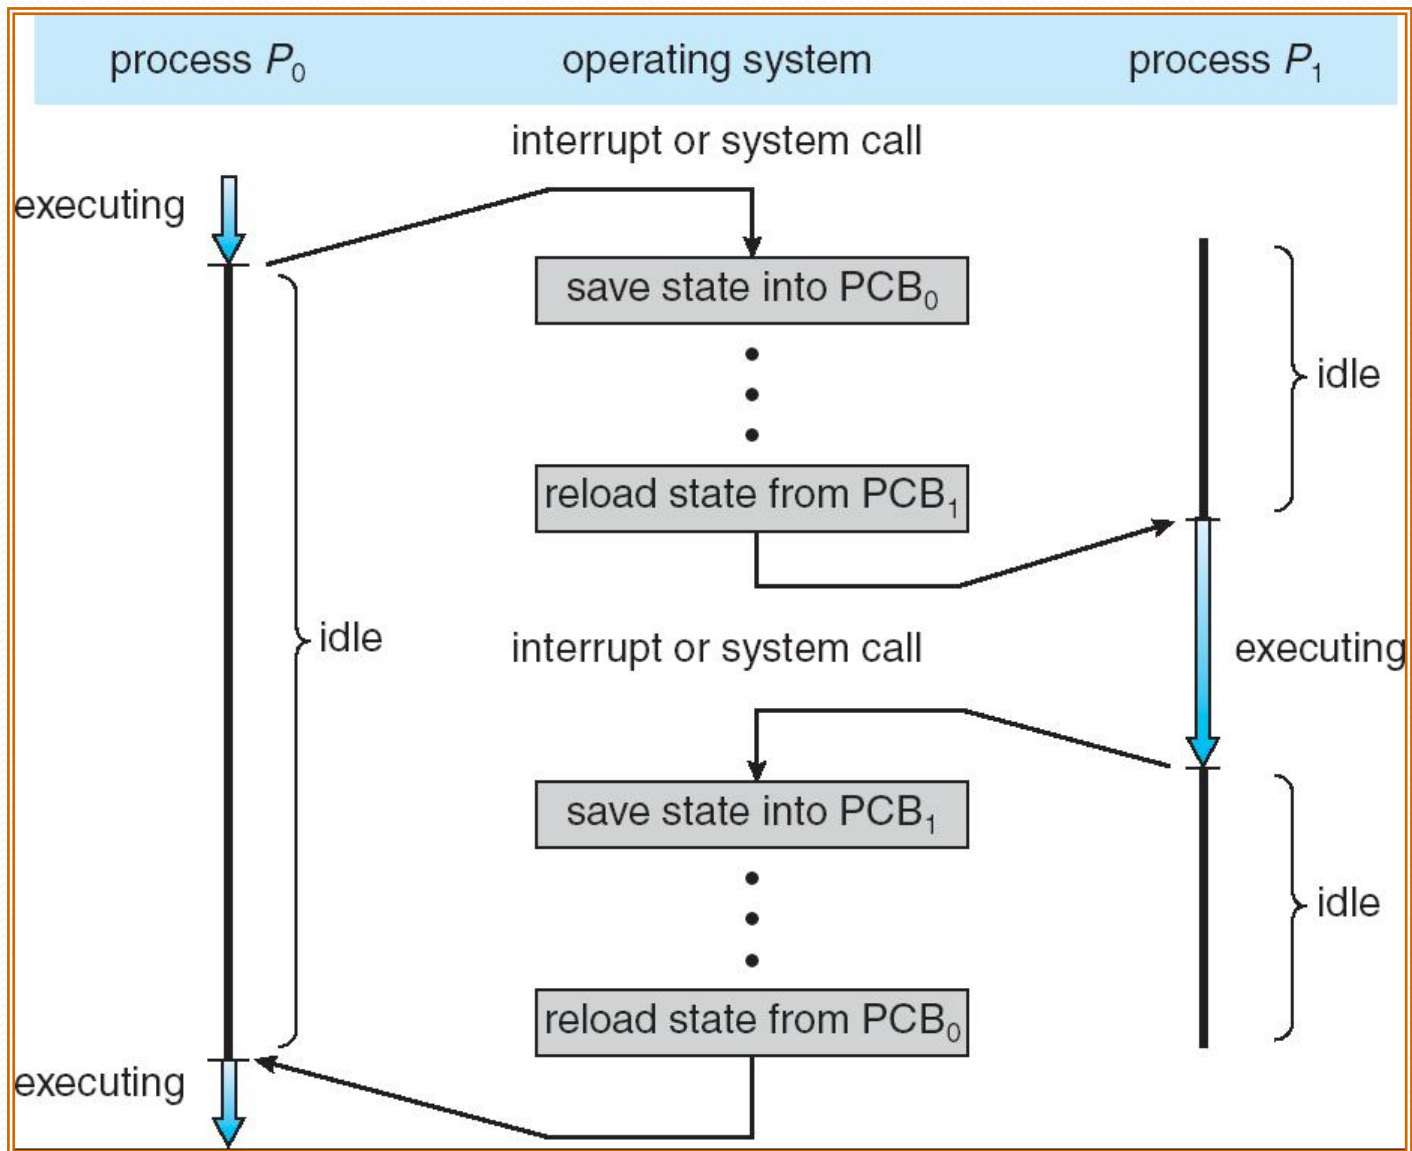 process P₀ operating system process P₁
interrupt or system call
executing
save state into PCB₀
idle
reload state from PCB₁
idle
interrupt or system call
executing
save state into PCB₁
idle
reload state from PCB₀
executing